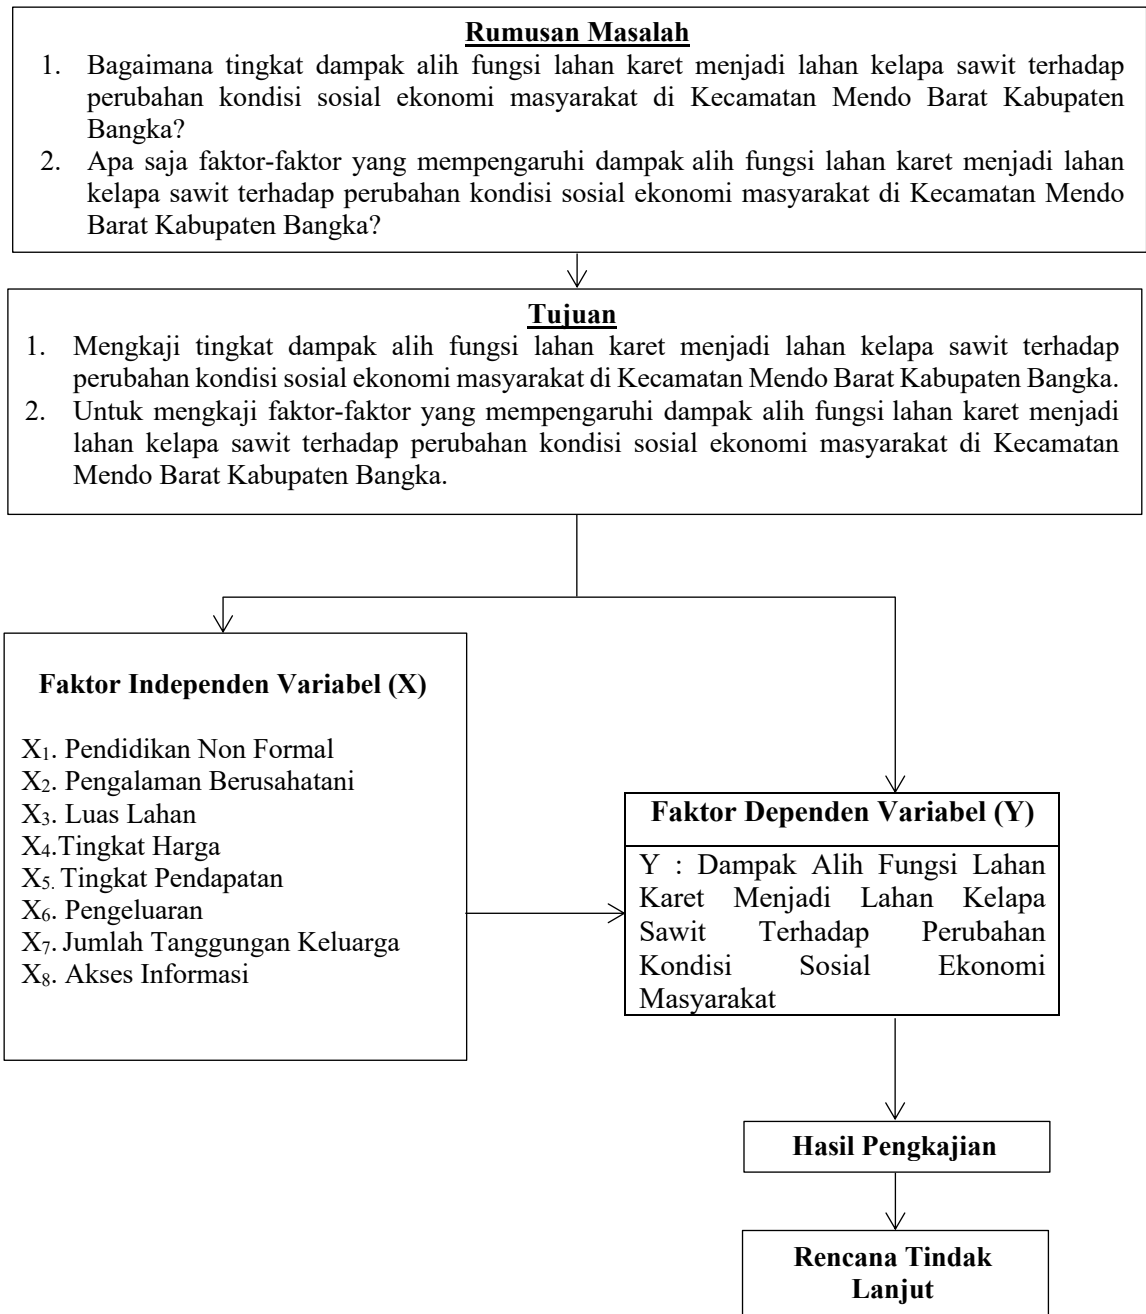 Rumusan Masalah
1. Bagaimana tingkat dampak alih fungsi lahan karet menjadi lahan kelapa sawit terhadap
perubahan kondisi sosial ekonomi masyarakat di Kecamatan Mendo Barat Kabupaten
Bangka?
2. Apa saja faktor-faktor yang mempengaruhi dampak alih fungsi lahan karet menjadi lahan
kelapa sawit terhadap perubahan kondisi sosial ekonomi masyarakat di Kecamatan Mendo
Barat Kabupaten Bangka?
Tujuan
1. Mengkaji tingkat dampak alih fungsi lahan karet menjadi lahan kelapa sawit terhadap
perubahan kondisi sosial ekonomi masyarakat di Kecamatan Mendo Barat Kabupaten Bangka.
2. Untuk mengkaji faktor-faktor yang mempengaruhi dampak alih fungsi lahan karet menjadi
lahan kelapa sawit terhadap perubahan kondisi sosial ekonomi masyarakat di Kecamatan
Mendo Barat Kabupaten Bangka.
Faktor Independen Variabel (X)
X₁. Pendidikan Non Formal
X₂. Pengalaman Berusahatani
X₃. Luas Lahan
X₄.Tingkat Harga
X₅. Tingkat Pendapatan
X₆. Pengeluaran
X₇. Jumlah Tanggungan Keluarga
X₈. Akses Informasi
Faktor Dependen Variabel (Y)
Y : Dampak Alih Fungsi Lahan
Karet Menjadi Lahan Kelapa
Sawit Terhadap Perubahan
Kondisi Sosial Ekonomi
Masyarakat
Hasil Pengkajian
Rencana Tindak
Lanjut